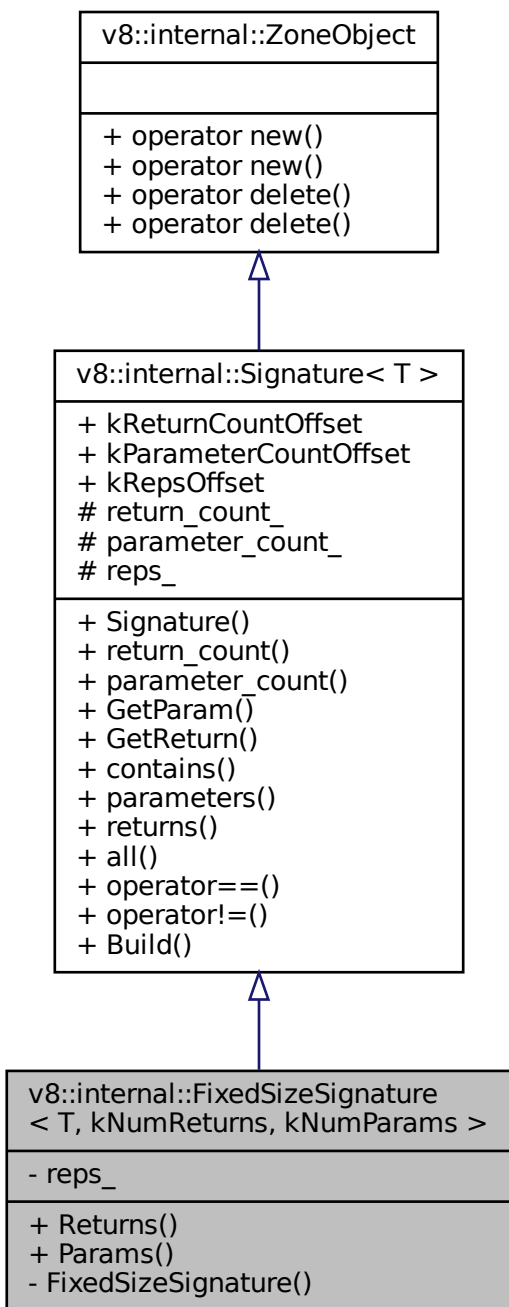 v8::internal::ZoneObject
+ operator new()
+ operator new()
+ operator delete()
+ operator delete()
v8::internal::Signature< T >
+ kReturnCountOffset
+ kParameterCountOffset
+ kRepsOffset
# return_count_
# parameter_count_
# reps_
+ Signature()
+ return_count()
+ parameter_count()
+ GetParam()
+ GetReturn()
+ contains()
+ parameters()
+ returns()
+ all()
+ operator==()
+ operator!=()
+ Build()
v8::internal::FixedSizeSignature
< T, kNumReturns, kNumParams >
- reps_
+ Returns()
+ Params()
- FixedSizeSignature()